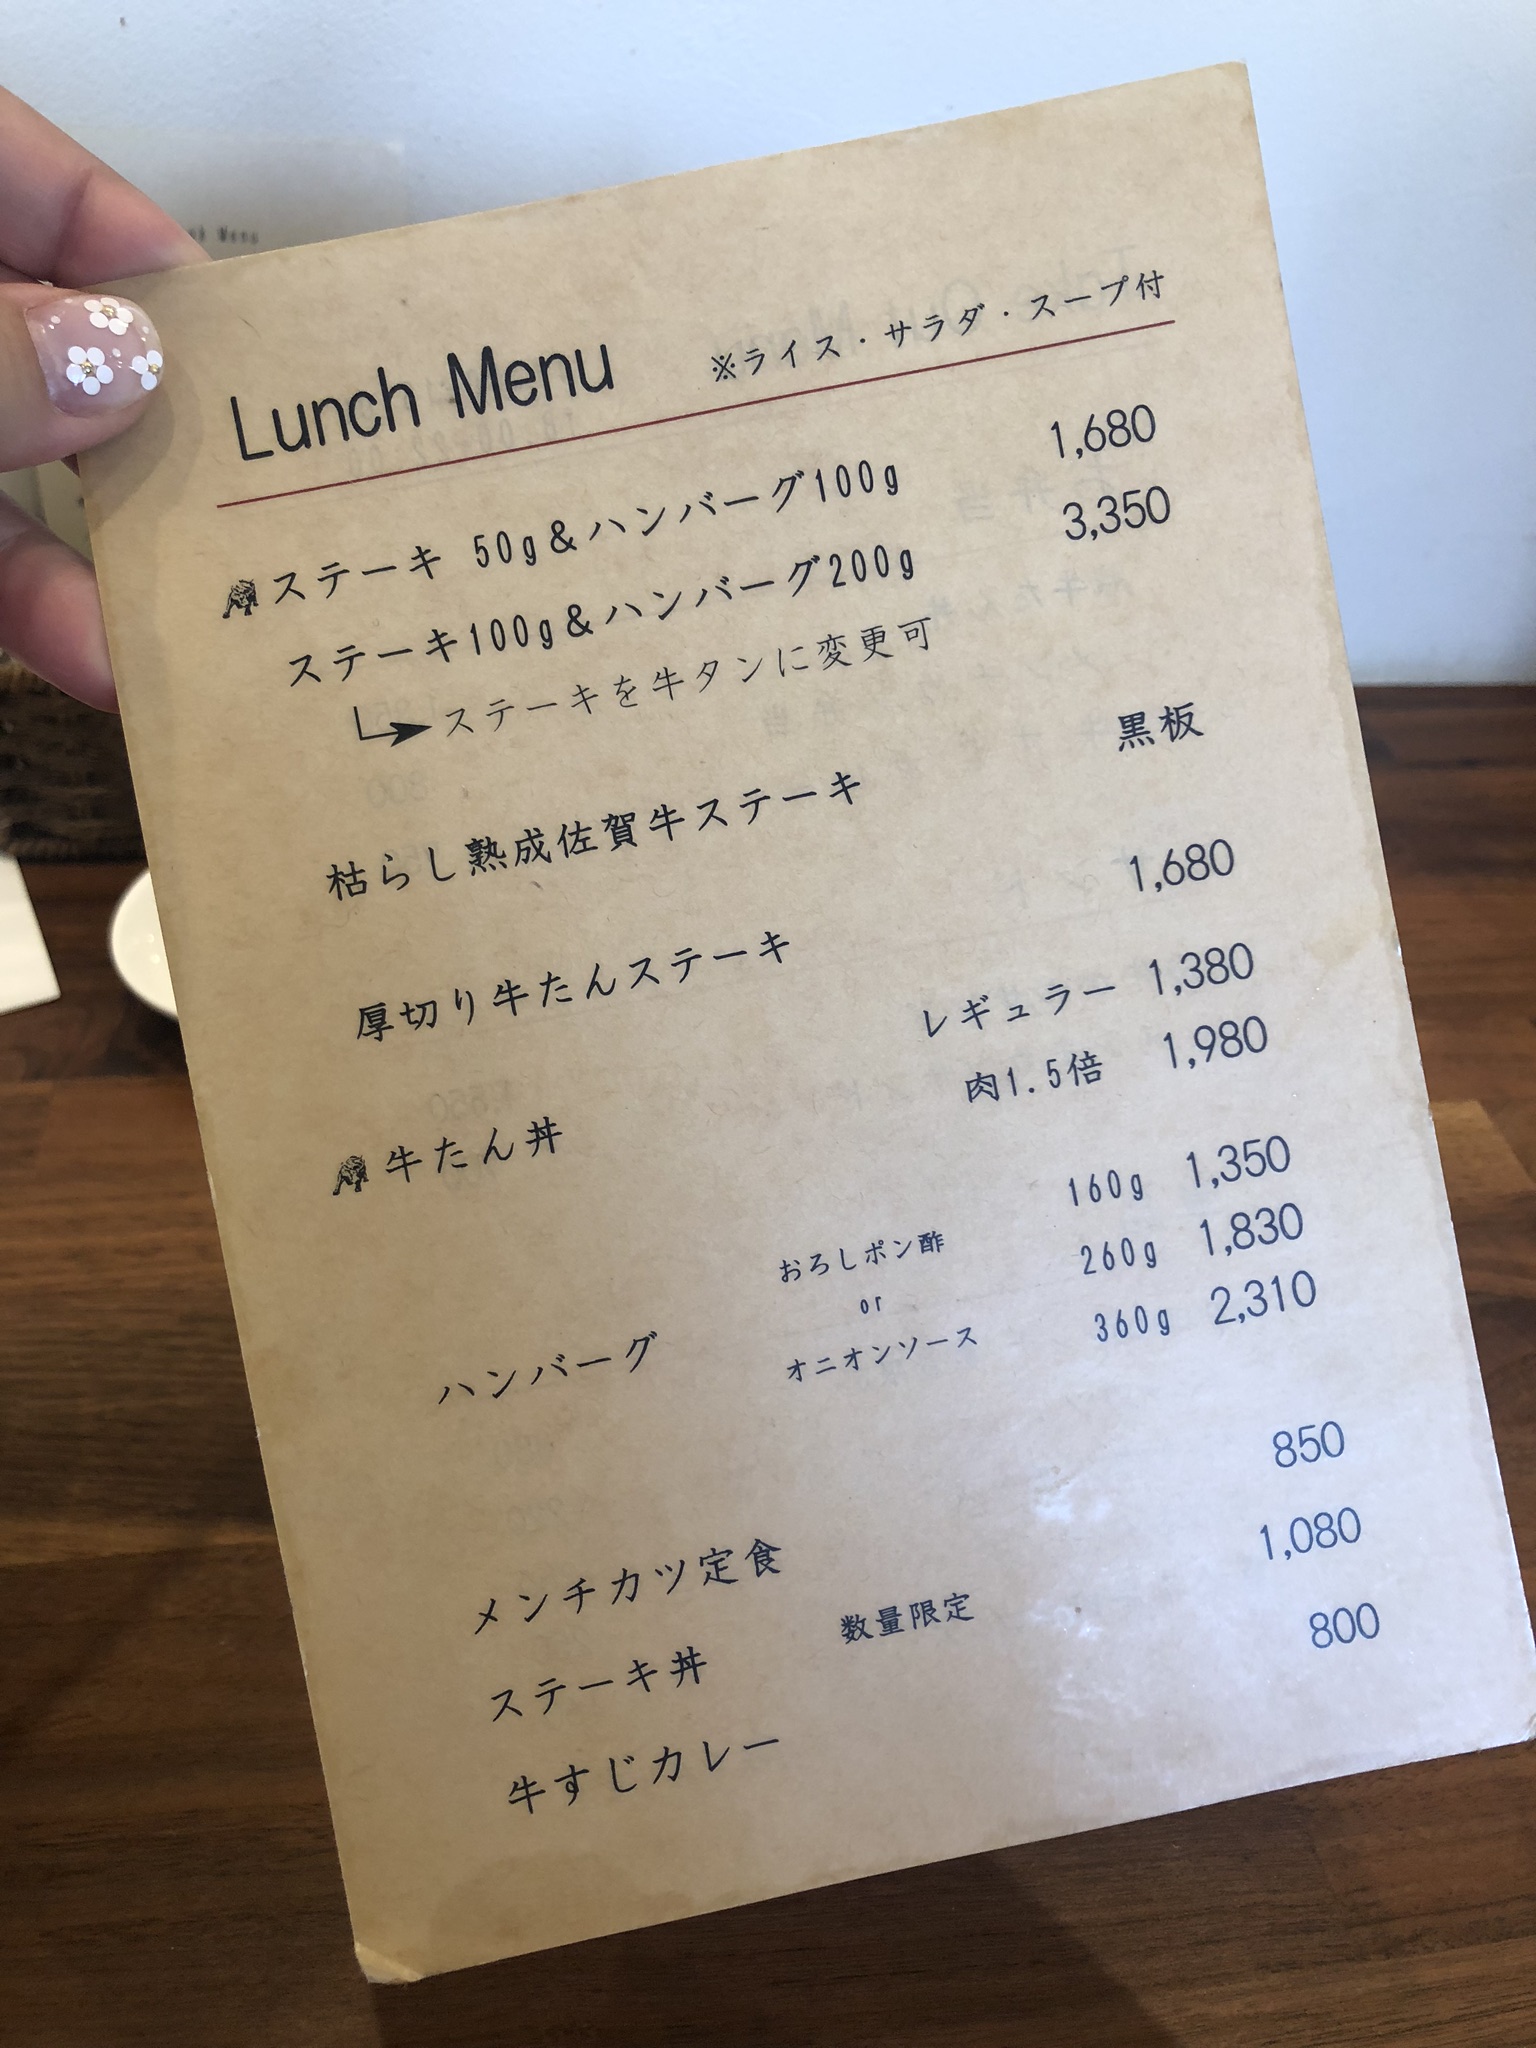 Lunch Menu ※ライス・サラダ・スープ付
ステーキ 50g&ハンバーグ100g 1,680
ステーキ100g&ハンバーグ200g 3,350
ステーキを牛タンに変更可
枯らし熟成佐賀牛ステーキ 黒板
厚切り牛たんステーキ 1,680
牛たん丼 レギュラー 1,380
肉1.5倍 1,980
ハンバーグ おろしポン酢 or オニオンソース
160g 1,350
260g 1,830
360g 2,310
メンチカツ定食 850
ステーキ丼 数量限定 1,080
牛すじカレー 800
Menu